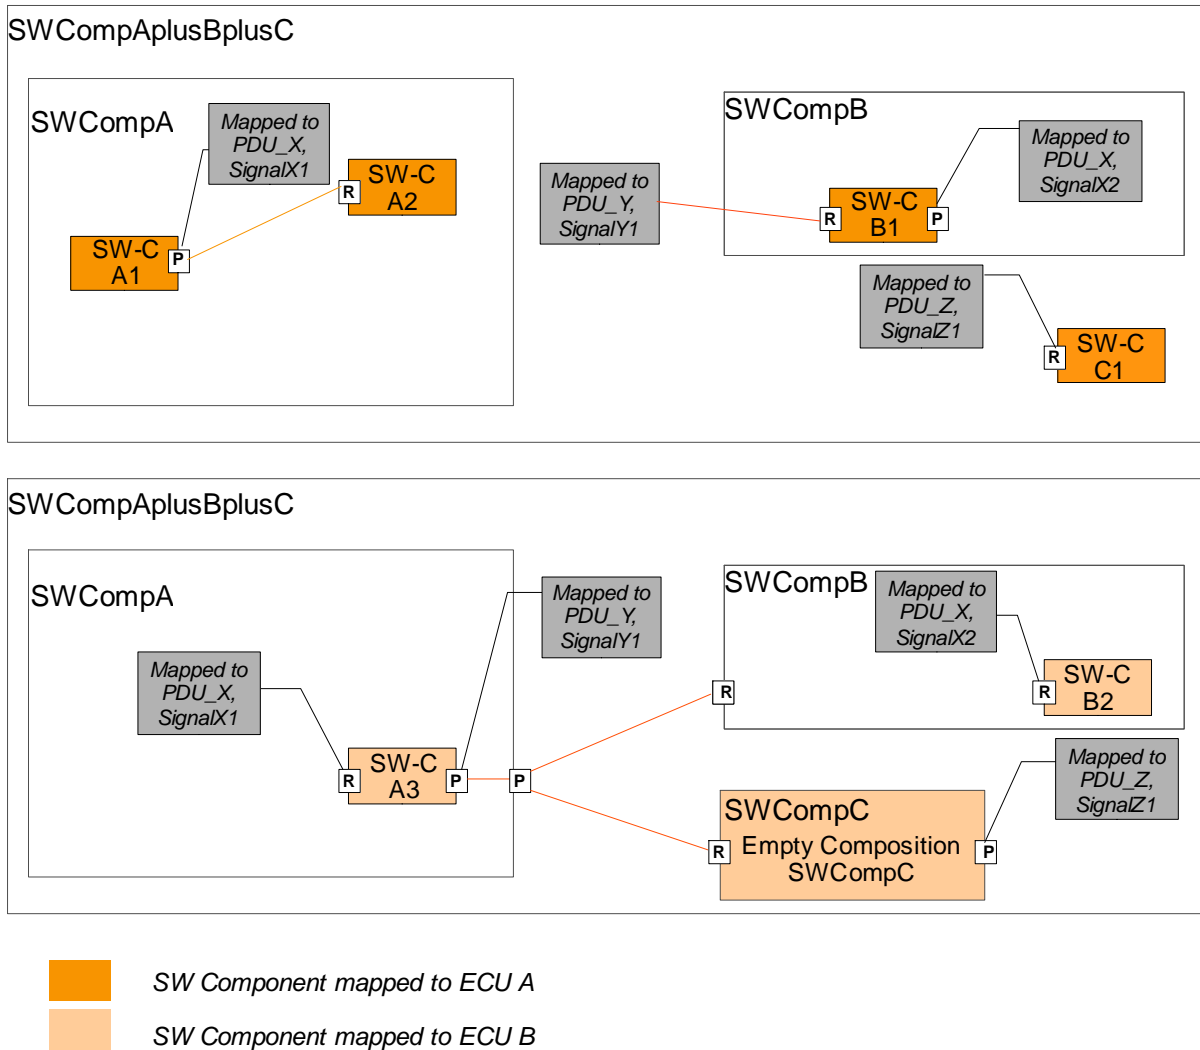 SWCompAplusBplusC
SWCompA
Mapped to
PDU_X,
SignalX1
SW-C
A2
R
SW-C
A1
P
Mapped to
PDU_Y,
SignalY1
SWCompB
Mapped to
PDU_X,
SignalX2
SW-C
B1
R
P
Mapped to
PDU_Z,
SignalZ1
SW-C
C1
R
SWCompAplusBplusC
SWCompA
Mapped to
PDU_X,
SignalX1
Mapped to
PDU_Y,
SignalY1
R
SW-C
A3
P
P
SWCompB
Mapped to
PDU_X,
SignalX2
R
R
SW-C
B2
SWCompC
Empty Composition
SWCompC
R
P
Mapped to
PDU_Z,
SignalZ1
SW Component mapped to ECU A
SW Component mapped to ECU B